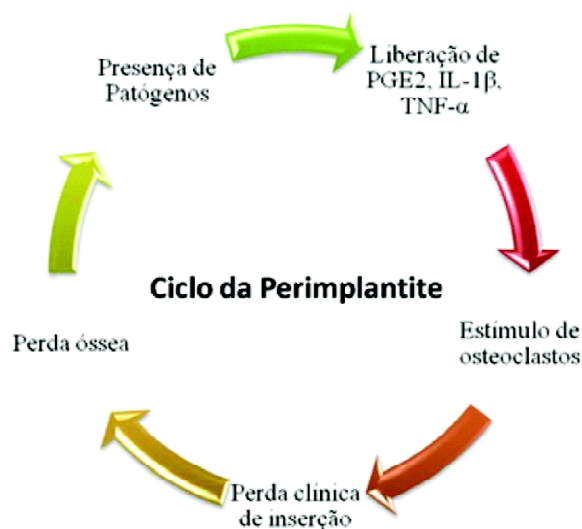 Presença de
Patógenos
Liberação de
PGE2, IL-1β,
TNF-α
Ciclo da Perimplantite
Estímulo de
osteoclastos
Perda clínica
de inserção
Perda óssea